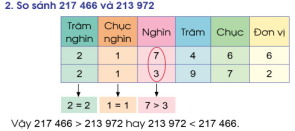 2. So sánh 217 466 và 213 972
Trăm nghìn Chục nghìn Nghìn Trăm Chục Đơn vị
2 1 7 4 6 6
2 1 3 9 7 2
2 = 2 1 = 1 7 > 3
Vậy 217 466 > 213 972 hay 213 972 < 217 466.